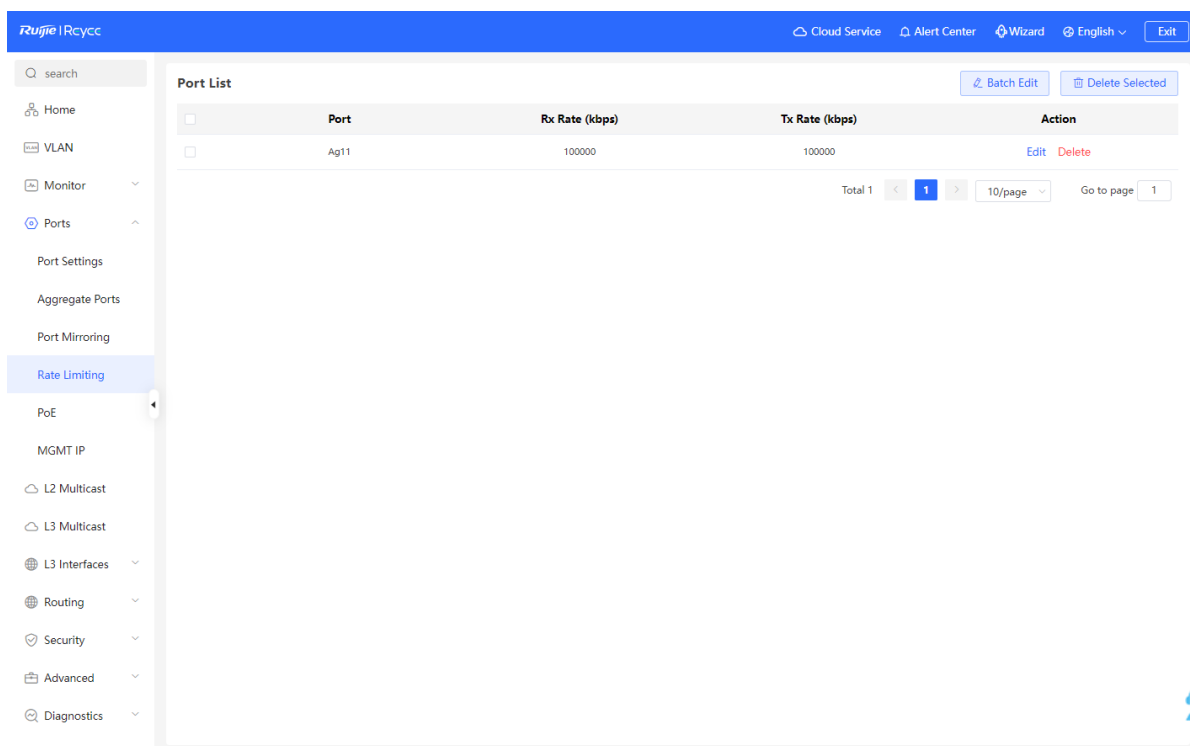 Ruijie | Rcycc
Cloud Service
Alert Center
Wizard
English
Exit
search
Home
VLAN
Monitor
Ports
Port Settings
Aggregate Ports
Port Mirroring
Rate Limiting
PoE
MGMT IP
L2 Multicast
L3 Multicast
L3 Interfaces
Routing
Security
Advanced
Diagnostics
Port List
Batch Edit
Delete Selected
Port Rx Rate (kbps) Tx Rate (kbps) Action
Ag11 100000 100000 Edit Delete
Total 1 < 1 > 10/page Go to page 1